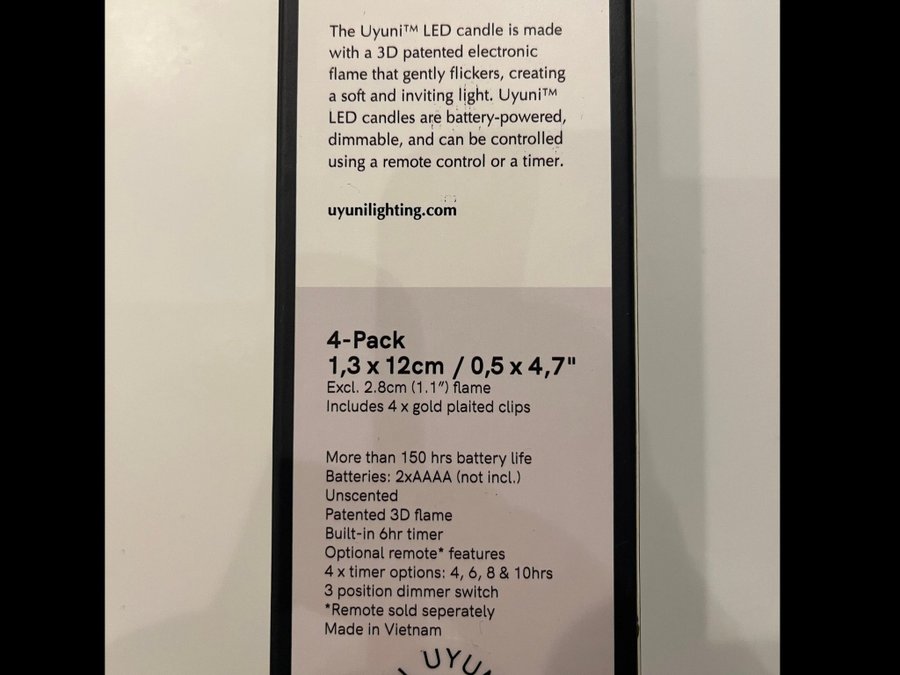 The Uyuni™ LED candle is made
with a 3D patented electronic
flame that gently flickers, creating
a soft and inviting light. Uyuni™
LED candles are battery-powered,
dimmable, and can be controlled
using a remote control or a timer.
uyunilighting.com
4-Pack
1,3 x 12cm / 0,5 x 4,7"
Excl. 2.8cm (1.1") flame
Includes 4 x gold plaited clips
More than 150 hrs battery life
Batteries: 2xAAAA (not incl.)
Unscented
Patented 3D flame
Built-in 6hr timer
Optional remote* features
4 x timer options: 4, 6, 8 & 10hrs
3 position dimmer switch
*Remote sold seperately
Made in Vietnam